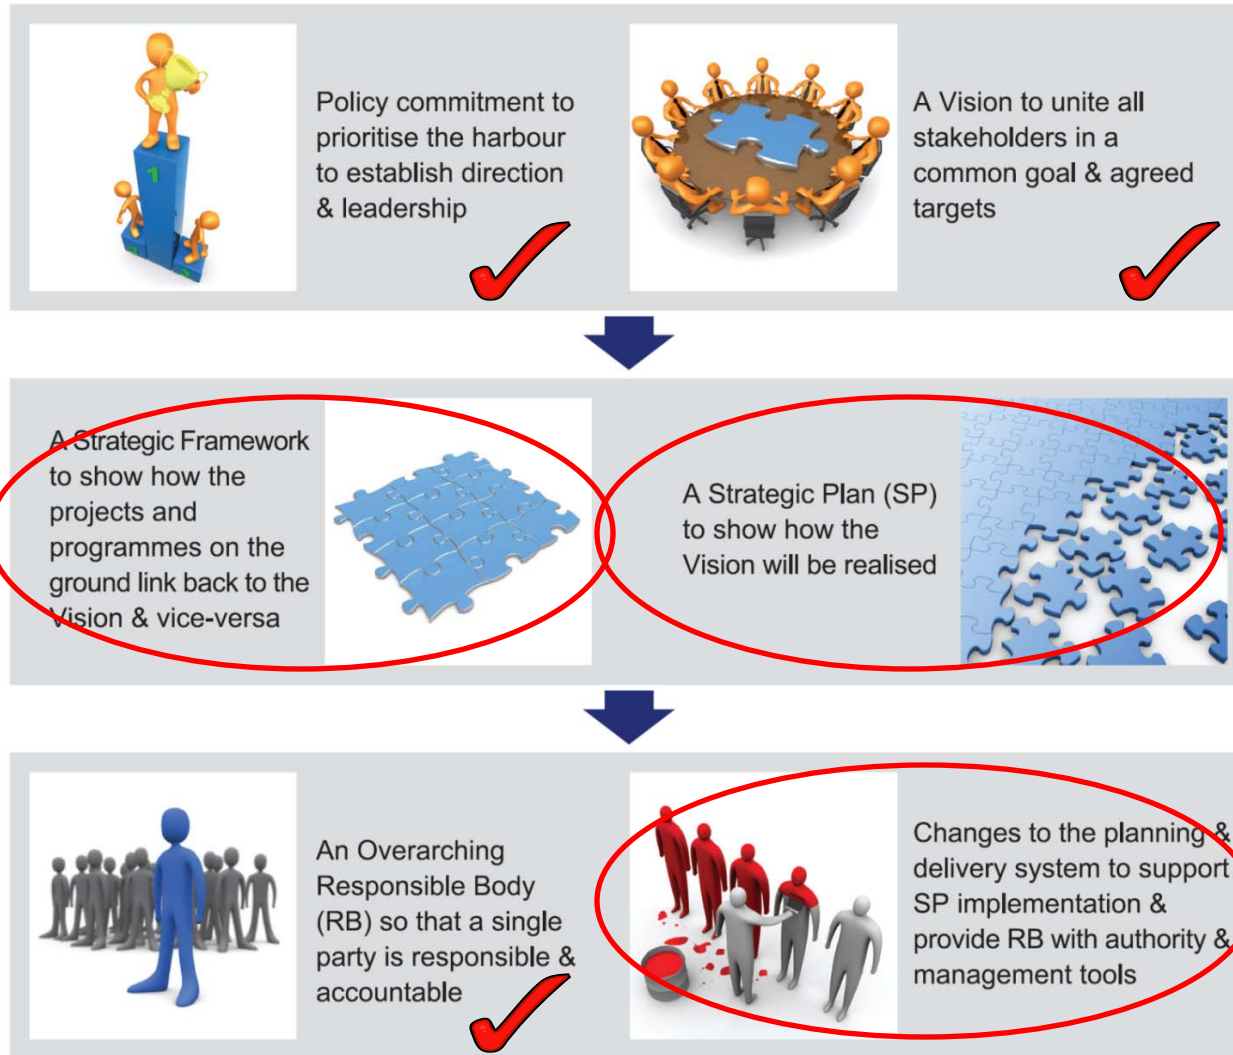 Policy commitment to
prioritise the harbour
to establish direction
& leadership
A Vision to unite all
stakeholders in a
common goal & agreed
targets
1
A Strategic Framework
to show how the
projects and
programmes on the
ground link back to the
Vision & vice-versa
A Strategic Plan (SP)
to show how the
Vision will be realised
An Overarching
Responsible Body
(RB) so that a single
party is responsible &
accountable
Changes to the planning &
delivery system to support
SP implementation &
provide RB with authority &
management tools